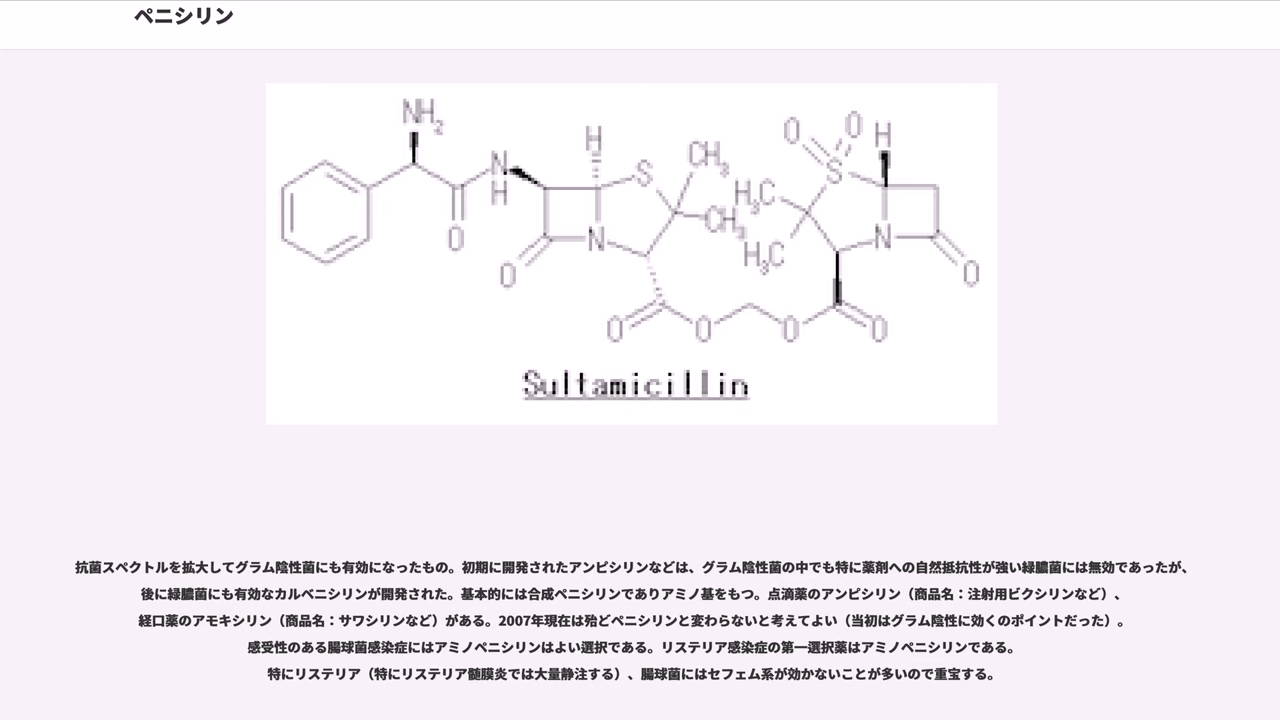 ペニシリン
NH2
H
O
O
H
N
H
S
CH3
H3C
S
CH3
O
N
N
O
H3C
O
O
O
O
O
Sultamicillin
抗菌スペクトルを拡大してグラム陰性菌にも有効になったもの。初期に開発されたアンピシリンなどは、グラム陰性菌の中でも特に薬剤への自然抵抗性が強い緑膿菌には無効であったが、
後に緑膿菌にも有効なカルベニシリンが開発された。基本的には合成ペニシリンでありアミノ基をもつ。点滴薬のアンピシリン（商品名：注射用ビクシリンなど）、
経口薬のアモキシリン（商品名：サワシリンなど）がある。2007年現在は殆どペニシリンと変わらないと考えてよい（当初はグラム陰性に効くのポイントだった）。
感受性のある腸球菌感染症にはアミノペニシリンはよい選択である。リステリア感染症の第一選択薬はアミノペニシリンである。
特にリステリア（特にリステリア髄膜炎では大量静注する）、腸球菌にはセフェム系が効かないことが多いので重宝する。